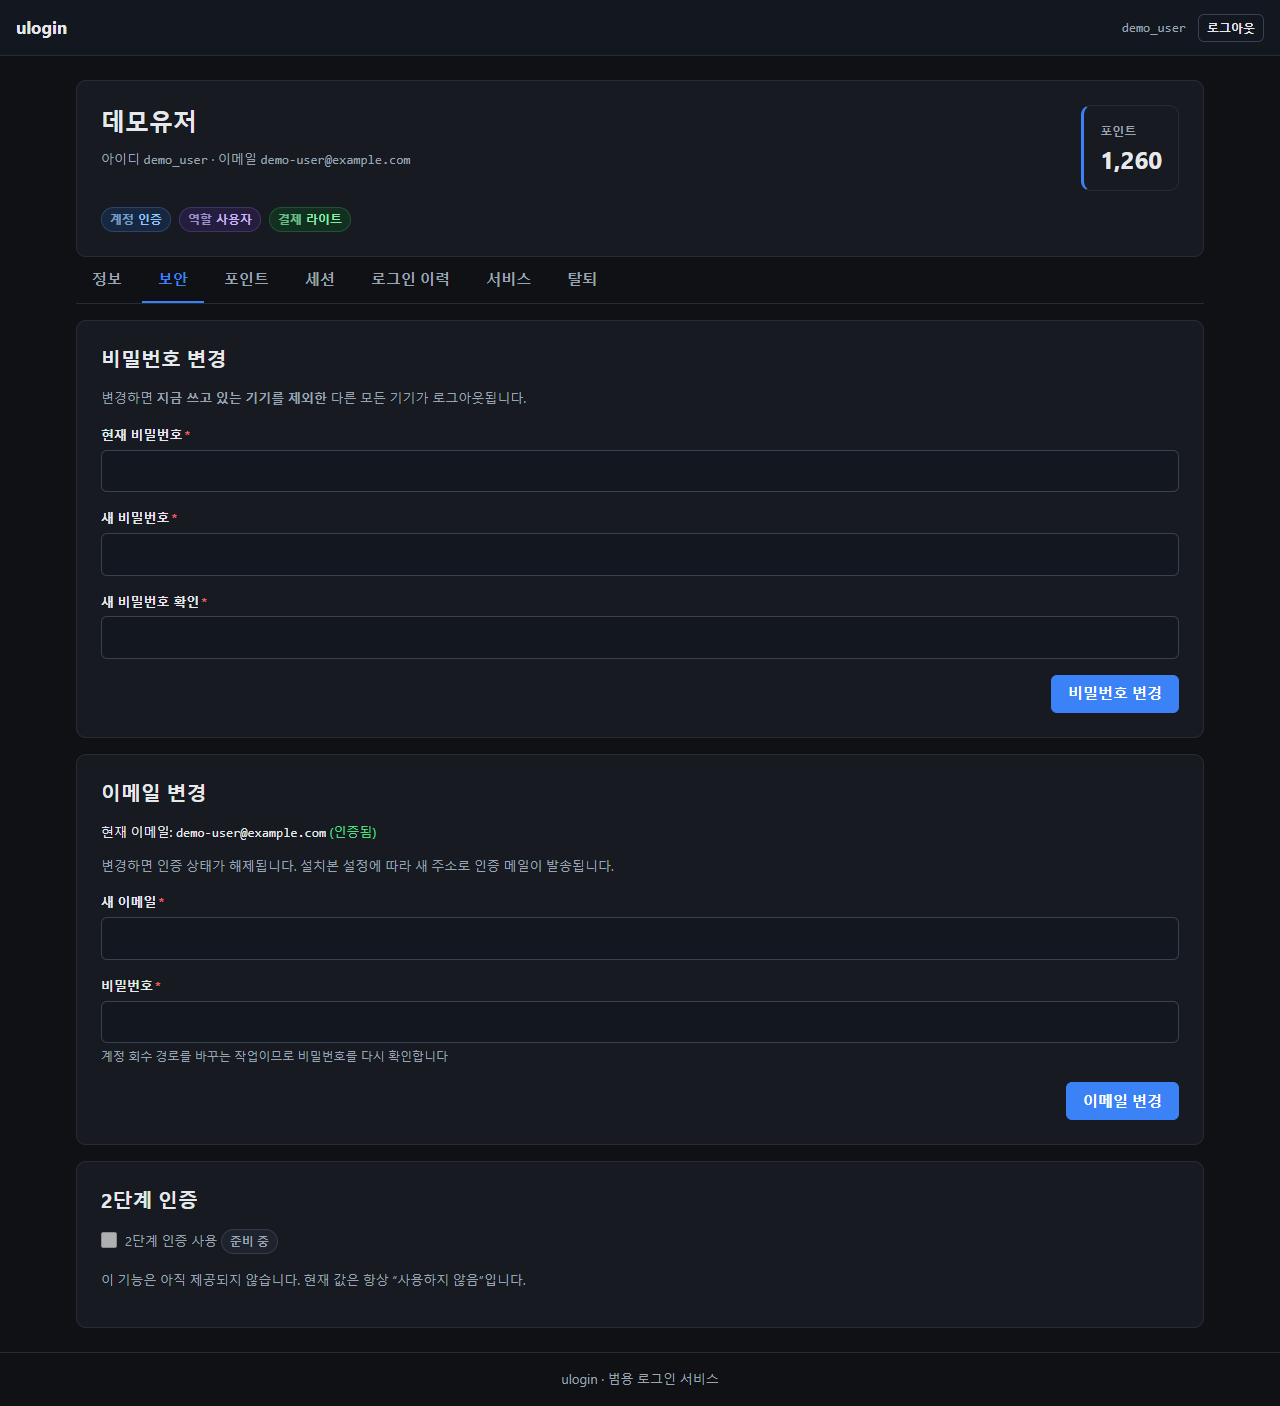 ulogin
demo_user 로그아웃
데모유저
아이디 demo_user · 이메일 demo-user@example.com
포인트
1,260
계정 인증 역할 사용자 결제 라이트
정보 보안 포인트 세션 로그인 이력 서비스 탈퇴
비밀번호 변경
변경하면 지금 쓰고 있는 기기를 제외한 다른 모든 기기가 로그아웃됩니다.
현재 비밀번호 *
새 비밀번호 *
새 비밀번호 확인 *
비밀번호 변경
이메일 변경
현재 이메일: demo-user@example.com (인증됨)
변경하면 인증 상태가 해제됩니다. 설치본 설정에 따라 새 주소로 인증 메일이 발송됩니다.
새 이메일 *
비밀번호 *
계정 회수 경로를 바꾸는 작업이므로 비밀번호를 다시 확인합니다
이메일 변경
2단계 인증
2단계 인증 사용 준비 중
이 기능은 아직 제공되지 않습니다. 현재 값은 항상 “사용하지 않음”입니다.
ulogin · 범용 로그인 서비스